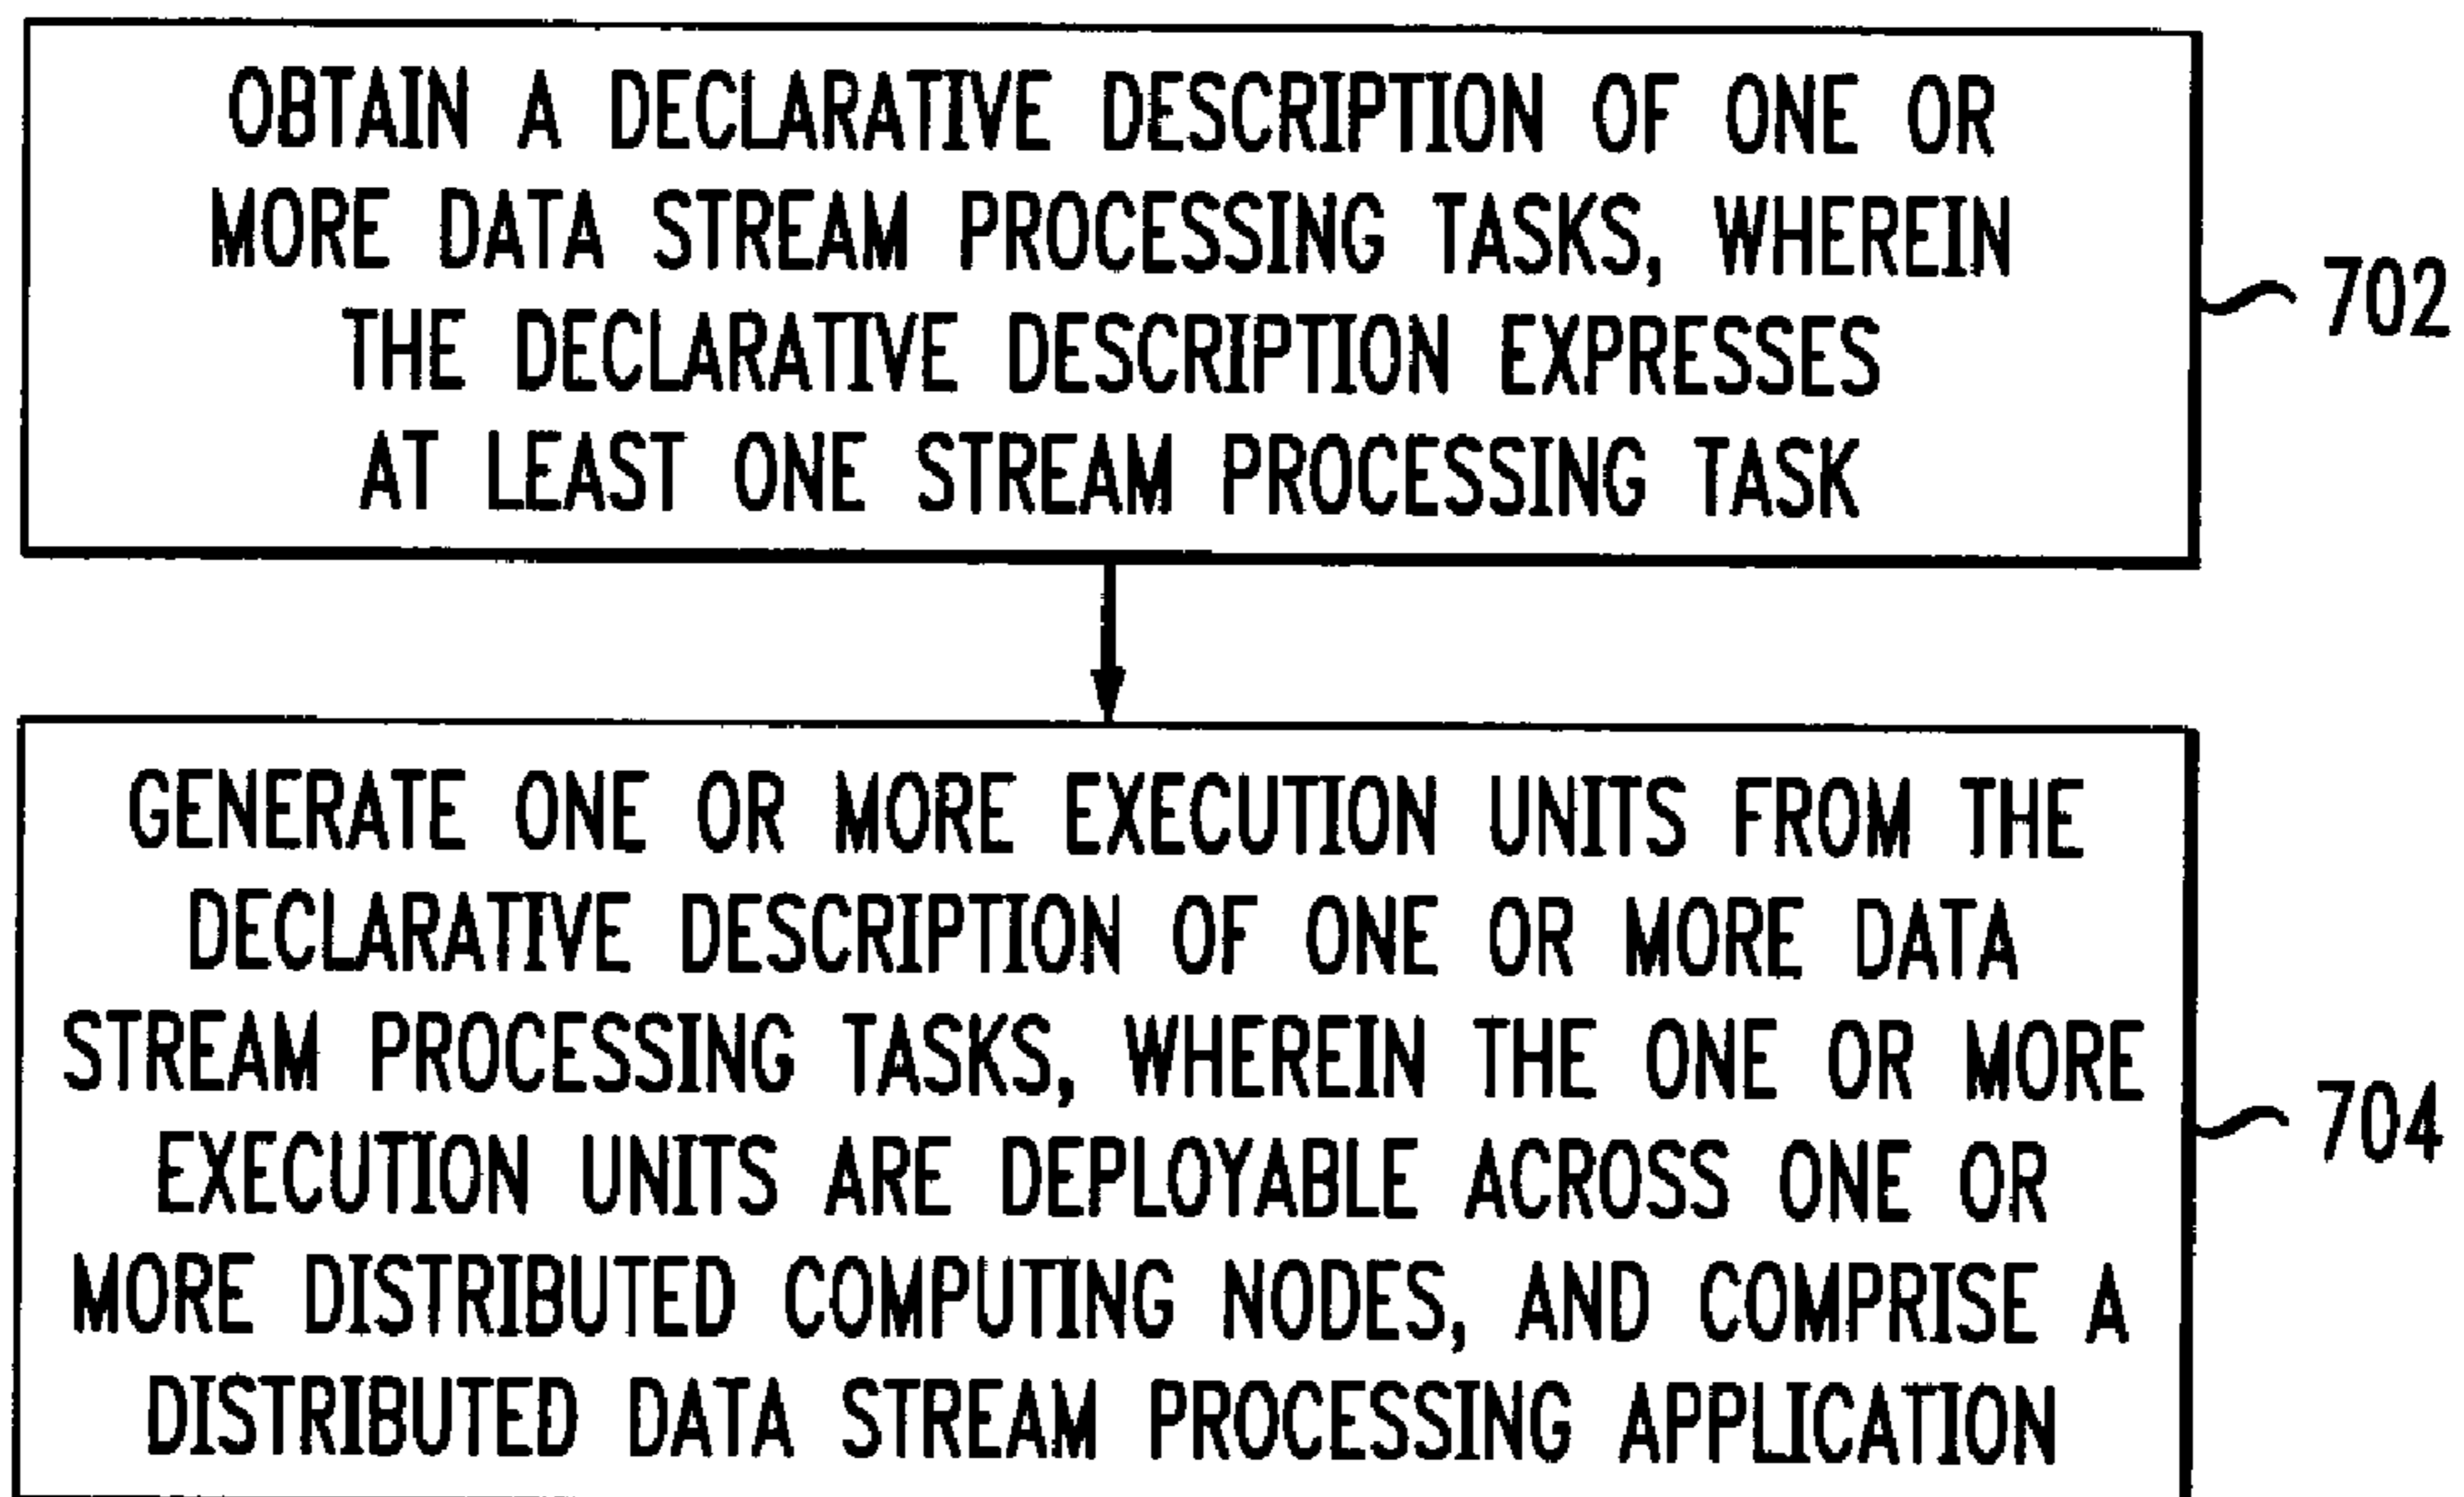 OBTAIN A DECLARATIVE DESCRIPTION OF ONE OR
MORE DATA STREAM PROCESSING TASKS, WHEREIN
THE DECLARATIVE DESCRIPTION EXPRESSES
AT LEAST ONE STREAM PROCESSING TASK
702
GENERATE ONE OR MORE EXECUTION UNITS FROM THE
DECLARATIVE DESCRIPTION OF ONE OR MORE DATA
STREAM PROCESSING TASKS, WHEREIN THE ONE OR MORE
EXECUTION UNITS ARE DEPLOYABLE ACROSS ONE OR
MORE DISTRIBUTED COMPUTING NODES, AND COMPRISE A
DISTRIBUTED DATA STREAM PROCESSING APPLICATION
704